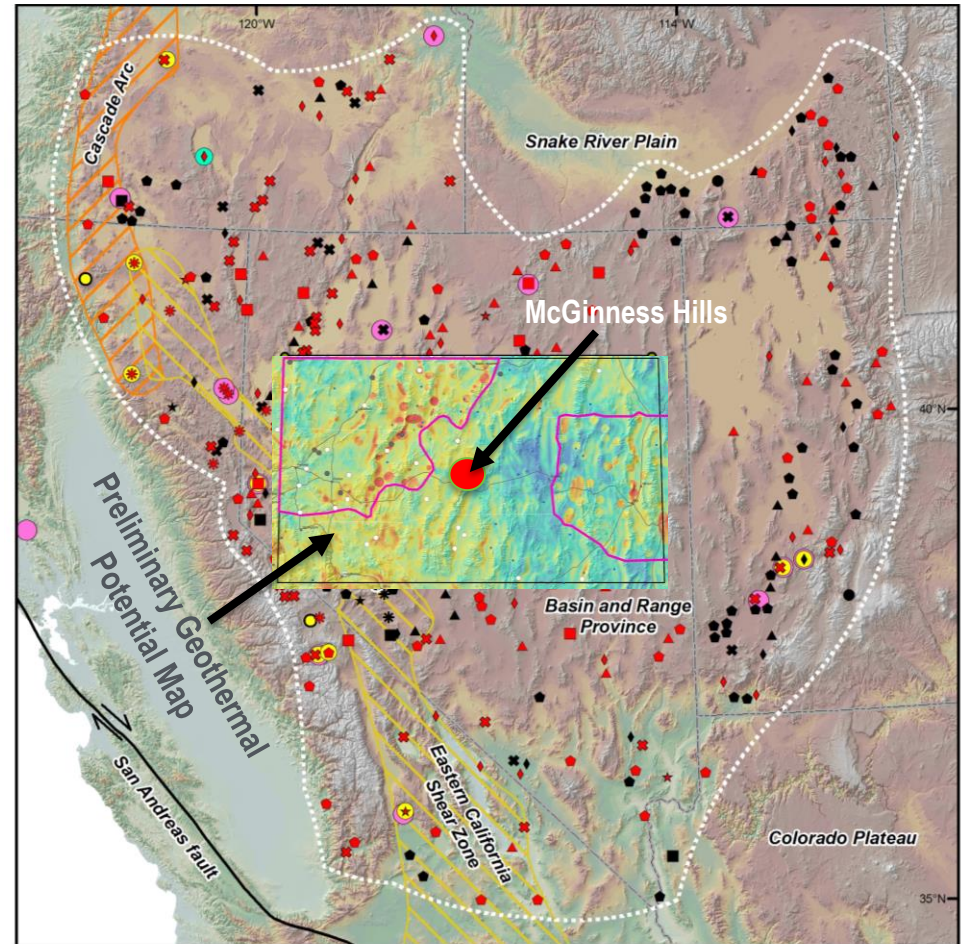 120°W
114°W
Cascade Arc
Snake River Plain
McGinness Hills
40°N
Preliminary Geothermal
Potential Map
Basin and Range
Province
Eastern California
Shear Zone
San Andreas fault
Colorado Plateau
35°N